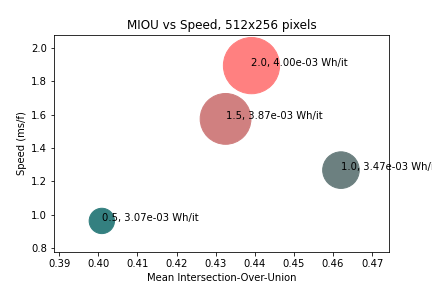 MIOU vs Speed, 512x256 pixels
Speed (ms/f)
2.0
1.8
1.6
1.4
1.2
1.0
0.8
2.0, 4.00e-03 Wh/it
1.5, 3.87e-03 Wh/it
1.0, 3.47e-03 Wh/i
0.5, 3.07e-03 Wh/it
0.39 0.40 0.41 0.42 0.43 0.44 0.45 0.46 0.47
Mean Intersection-Over-Union